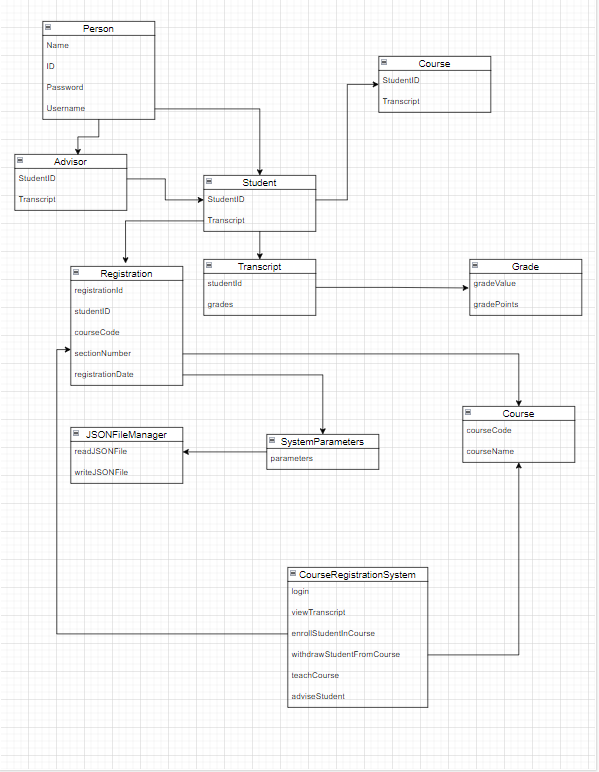 Person
Name
ID
Password
Username
Course
StudentID
Transcript
Advisor
StudentID
Transcript
Student
StudentID
Transcript
Registration
registrationId
studentID
courseCode
sectionNumber
registrationDate
Transcript
studentId
grades
Grade
gradeValue
gradePoints
Course
courseCode
courseName
JSONFileManager
readJSONFile
writeJSONFile
SystemParameters
parameters
CourseRegistrationSystem
login
viewTranscript
enrollStudentInCourse
withdrawStudentFromCourse
teachCourse
adviseStudent